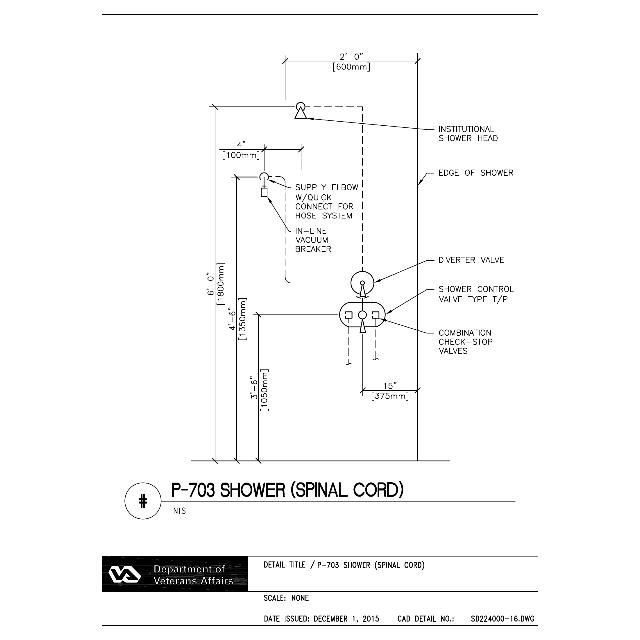 2'-0"
[600mm]
INSTITUTIONAL
SHOWER HEAD
4"
[100mm]
EDGE OF SHOWER
SUPPLY ELBOW
W/QUICK
CONNECT FOR
HOSE SYSTEM
IN-LINE
VACUUM
BREAKER
DIVERTER VALVE
6'-0"
[1800mm]
4'-6"
[1350mm]
SHOWER CONTROL
VALVE TYPE T/P
COMBINATION
CHECK-STOP
VALVES
3'-6"
[1050mm]
15"
[375mm]
#
P-703 SHOWER (SPINAL CORD)
NTS
VA
Department of
Veterans Affairs
DETAIL TITLE / P-703 SHOWER (SPINAL CORD)
SCALE: NONE
DATE ISSUED: DECEMBER 1, 2015 CAD DETAIL NO.: SD224000-16.DWG